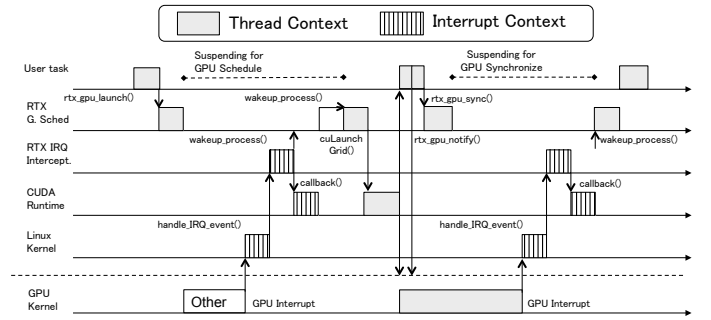 Thread Context
Interrupt Context
Suspending for
GPU Schedule
Suspending for
GPU Synchronize
User task
rtx_gpu_launch()
wakeup_process()
rtx_gpu_sync()
RTX
G. Sched
wakeup_process()
cuLaunch
Grid()
rtx_gpu_notify()
wakeup_process()
RTX IRQ
Intercept.
callback()
callback()
CUDA
Runtime
handle_IRQ_event()
handle_IRQ_event()
Linux
Kernel
GPU
Kernel
Other
GPU Interrupt
GPU Interrupt